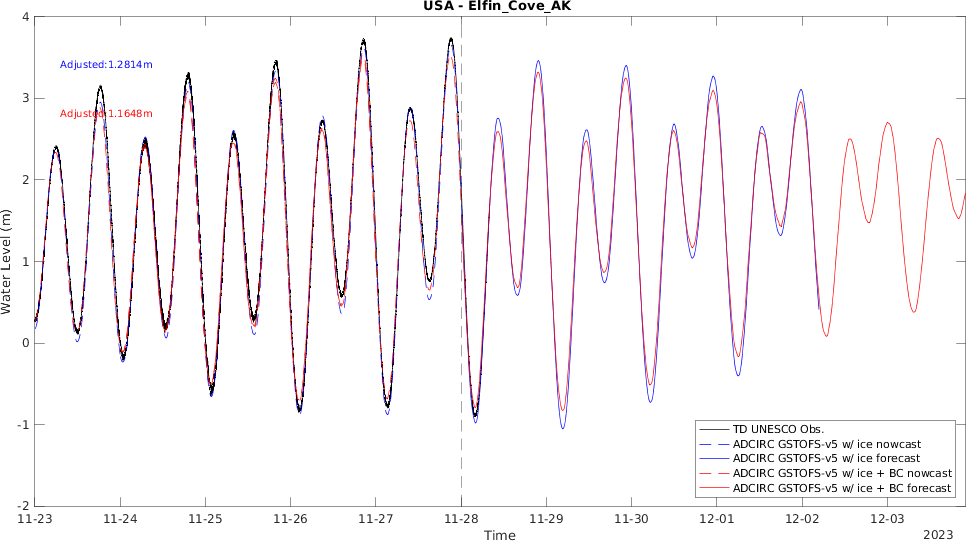 USA - Elfin_Cove_AK
4
3
2
1
0
-1
-2
Water Level (m)
Adjusted:1.2814m
Adjusted:1.1648m
TD UNESCO Obs.
ADCIRC GSTOFS-v5 w/ ice nowcast
ADCIRC GSTOFS-v5 w/ ice forecast
ADCIRC GSTOFS-v5 w/ ice + BC nowcast
ADCIRC GSTOFS-v5 w/ ice + BC forecast
11-23 11-24 11-25 11-26 11-27 11-28 11-29 11-30 12-01 12-02 12-03
Time
2023